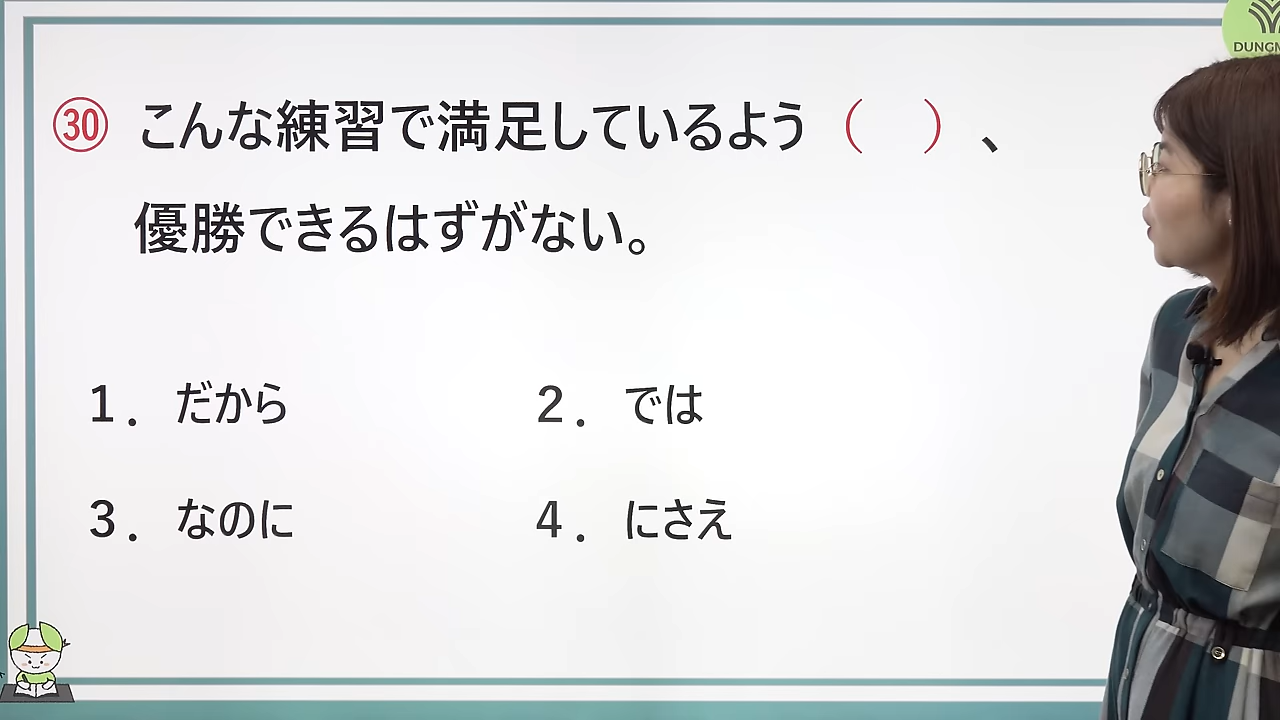 DUNGM
㉚ こんな練習で満足しているよう（　）、
優勝できるはずがない。
1．だから
2．では
3．なのに
4．にさえ